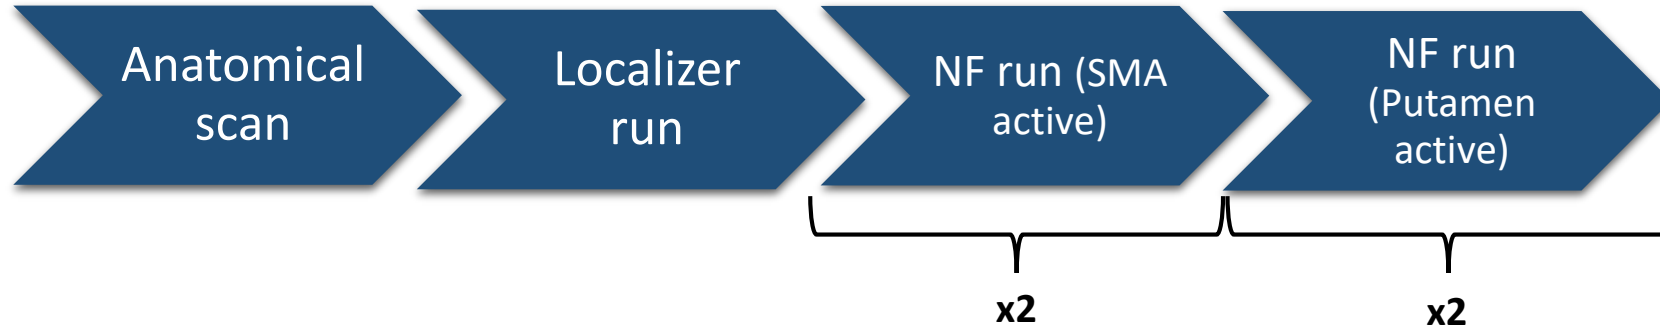 Anatomical
scan
Localizer
run
NF run (SMA
active)
NF run
(Putamen
active)
x2
x2